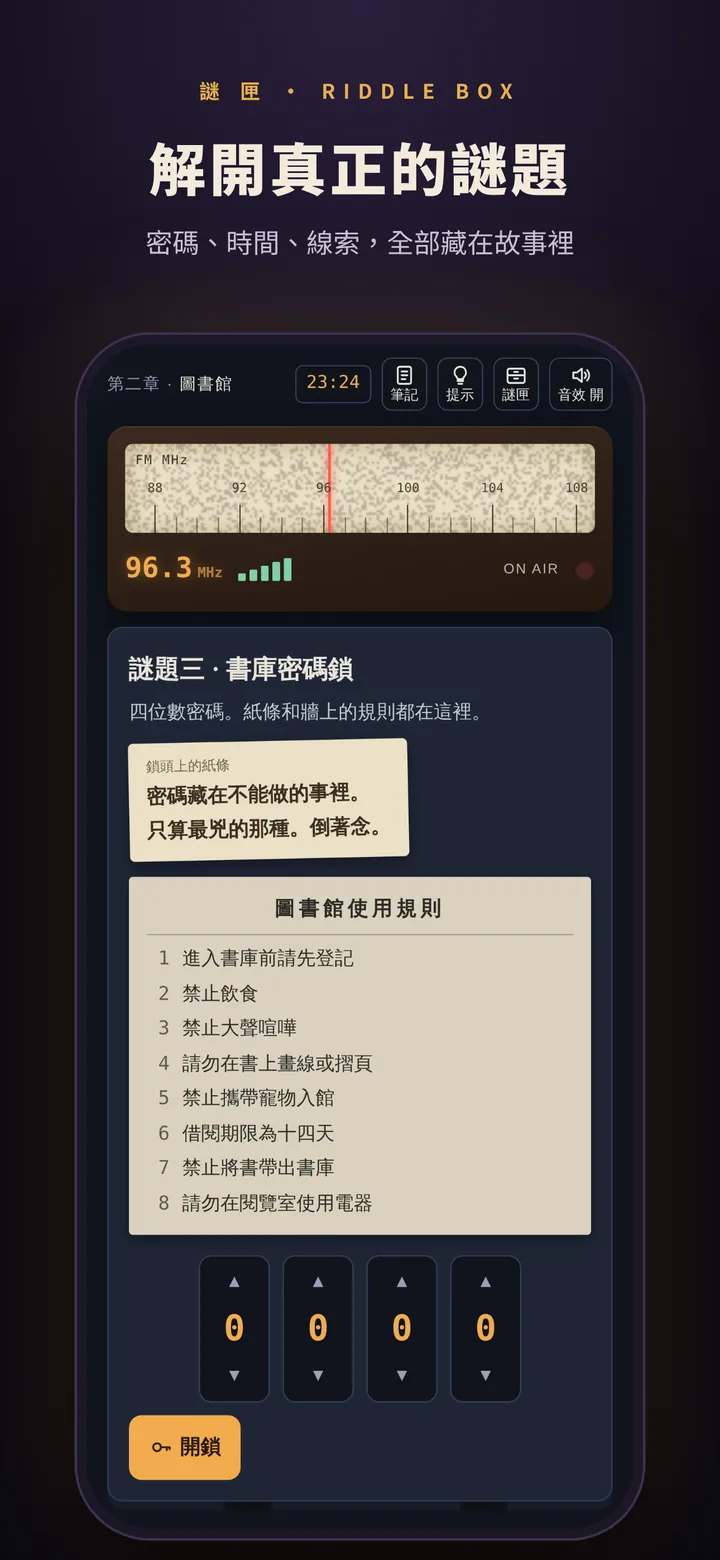 謎匣・RIDDLE BOX
解開真正的謎題
密碼、時間、線索，全部藏在故事裡
第二章 · 圖書館 23:24 筆記 提示 謎匣 音效 開
FM MHz
88 92 96 100 104 108
96.3 MHz ON AIR
謎題三 · 書庫密碼鎖
四位數密碼。紙條和牆上的規則都在這裡。
鎖頭上的紙條
密碼藏在不能做的事裡。
只算最兇的那種。倒著念。
圖書館使用規則
1 進入書庫前請先登記
2 禁止飲食
3 禁止大聲喧嘩
4 請勿在書上畫線或摺頁
5 禁止攜帶寵物入館
6 借閱期限為十四天
7 禁止將書帶出書庫
8 請勿在閱覽室使用電器
0 0 0 0
開鎖